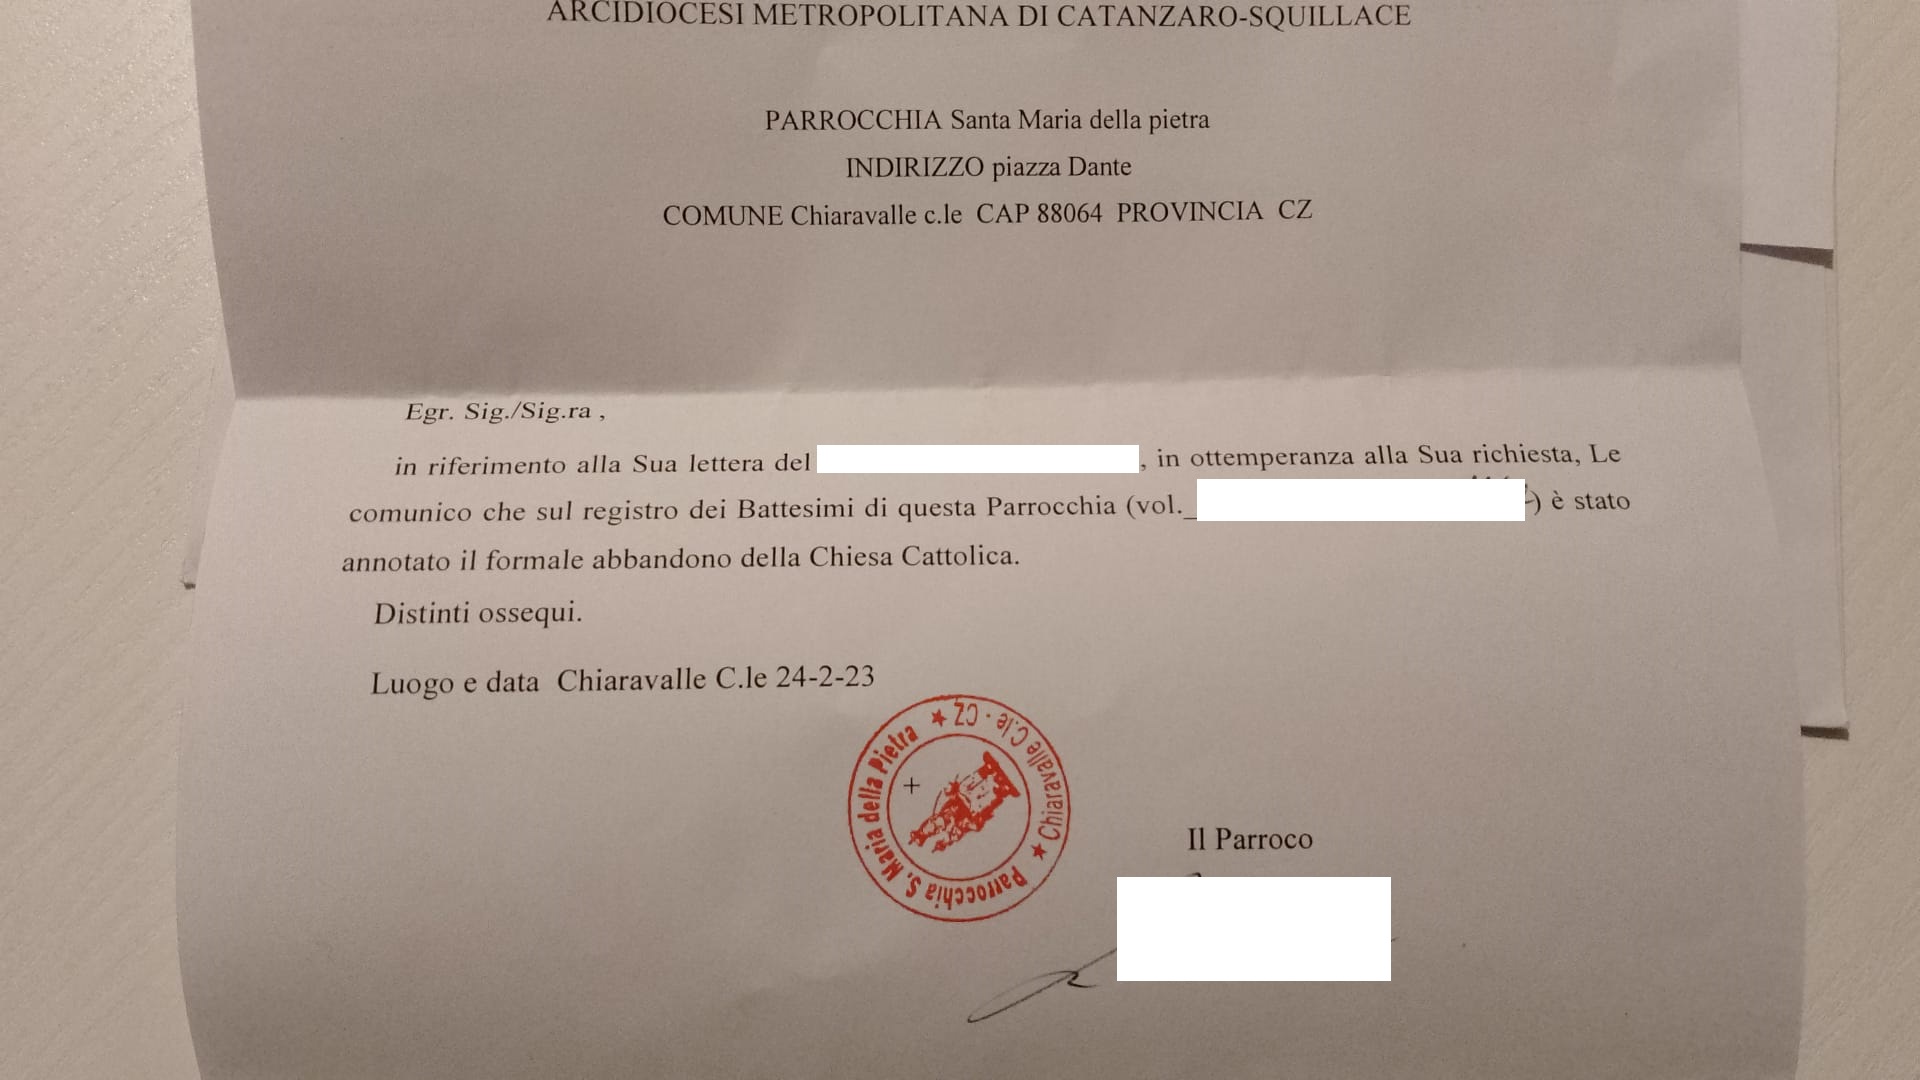 ARCIDIOCESI METROPOLITANA DI CATANZARO-SQUILLACE
PARROCCHIA Santa Maria della pietra
INDIRIZZO piazza Dante
COMUNE Chiaravalle c.le CAP 88064 PROVINCIA CZ
Egr. Sig./Sig.ra ,
in riferimento alla Sua lettera del , in ottemperanza alla Sua richiesta, Le
comunico che sul registro dei Battesimi di questa Parrocchia (vol._ ) è stato
annotato il formale abbandono della Chiesa Cattolica.
Distinti ossequi.
Luogo e data Chiaravalle C.le 24-2-23
Parrocchia S. Maria della Pietra ★ CZ - Chiaravalle C.le ★
Il Parroco